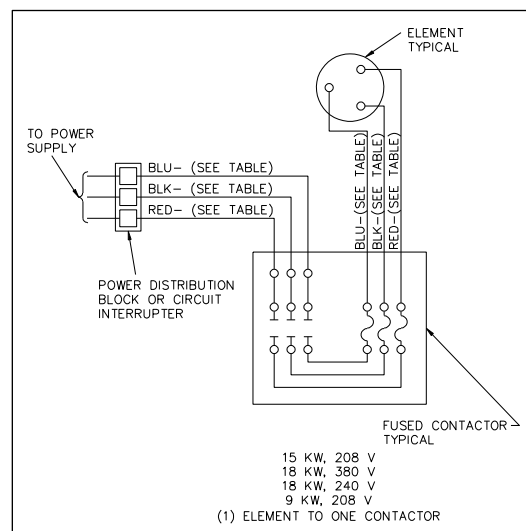 ELEMENT
TYPICAL
TO POWER
SUPPLY
BLU- (SEE TABLE)
BLK- (SEE TABLE)
RED- (SEE TABLE)
BLU-(SEE TABLE)
BLK-(SEE TABLE)
RED-(SEE TABLE)
POWER DISTRIBUTION
BLOCK OR CIRCUIT
INTERRUPTER
FUSED CONTACTOR
TYPICAL
15 KW, 208 V
18 KW, 380 V
18 KW, 240 V
9 KW, 208 V
(1) ELEMENT TO ONE CONTACTOR